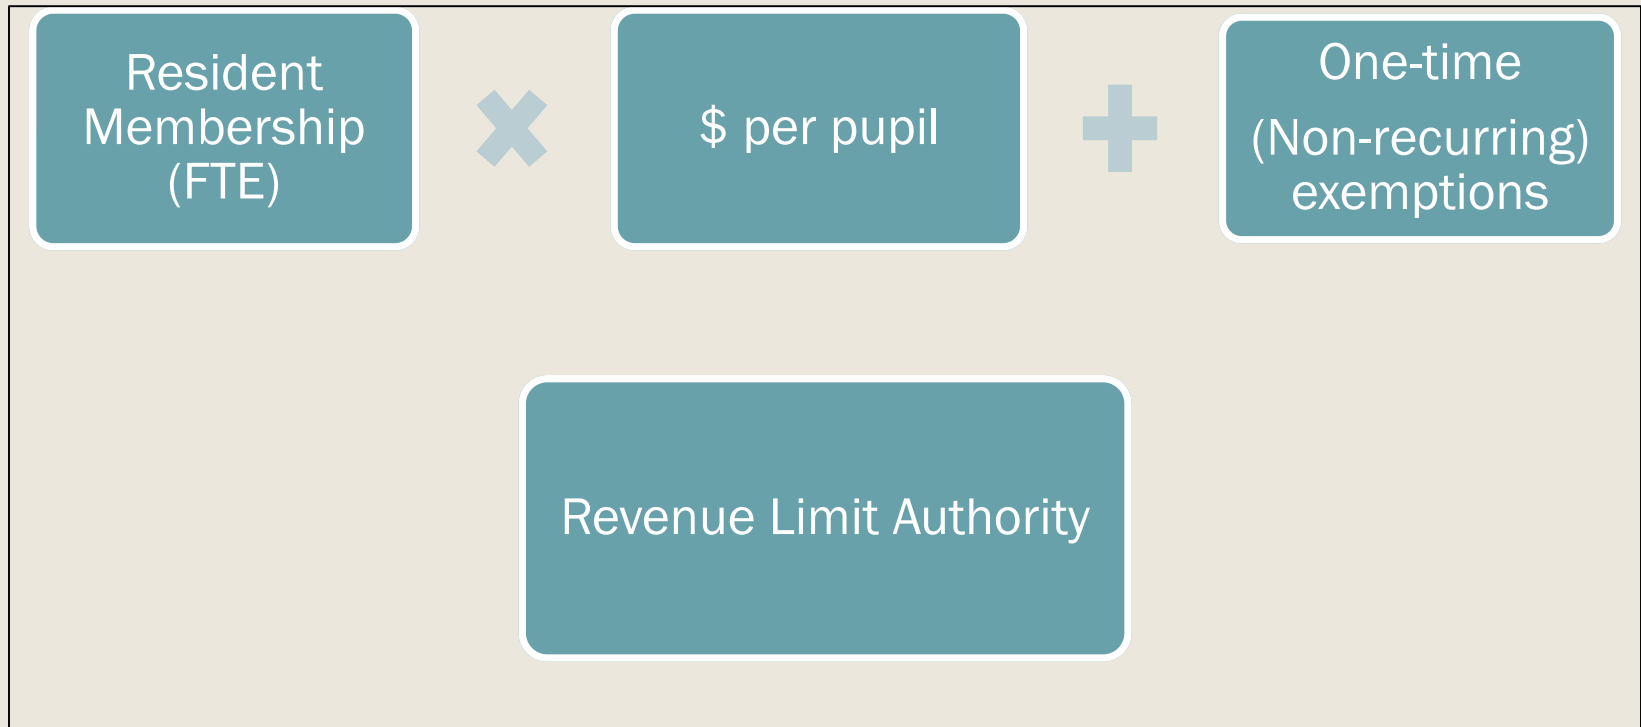 Resident
Membership
(FTE)
$ per pupil
One-time
(Non-recurring)
exemptions
Revenue Limit Authority